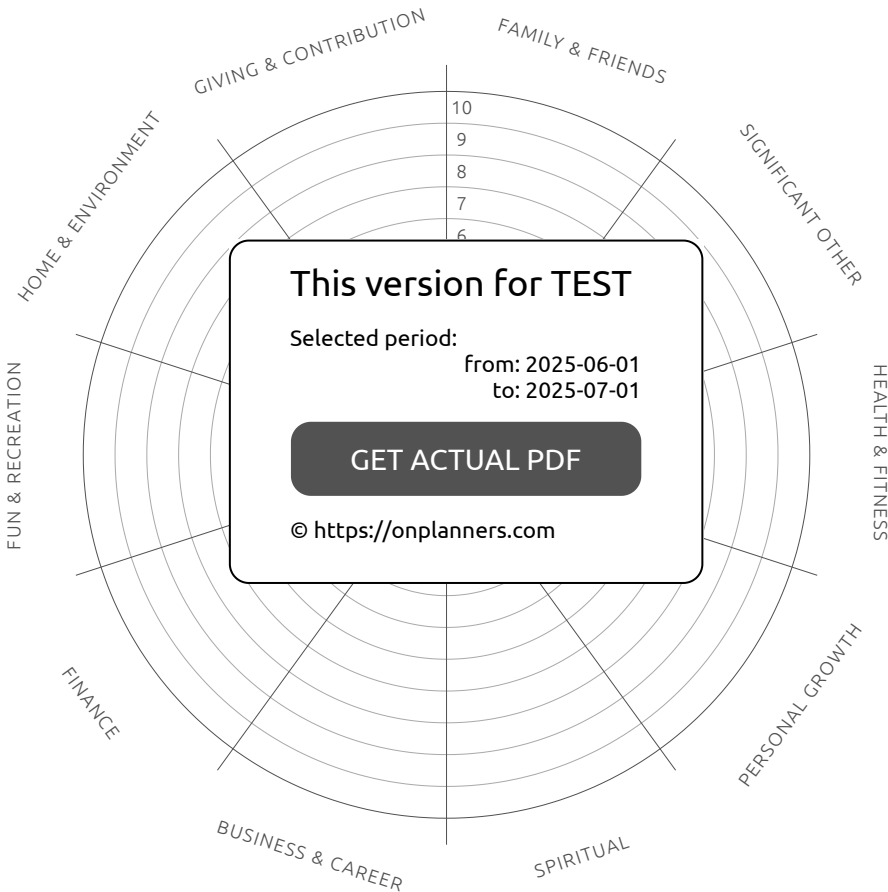 GIVING & CONTRIBUTION
FAMILY & FRIENDS
HOME & ENVIRONMENT
SIGNIFICANT OTHER
10
9
8
7
6
This version for TEST
Selected period:
from: 2025-06-01
to: 2025-07-01
GET ACTUAL PDF
© https://onplanners.com
FUN & RECREATION
HEALTH & FITNESS
FINANCE
PERSONAL GROWTH
BUSINESS & CAREER
SPIRITUAL